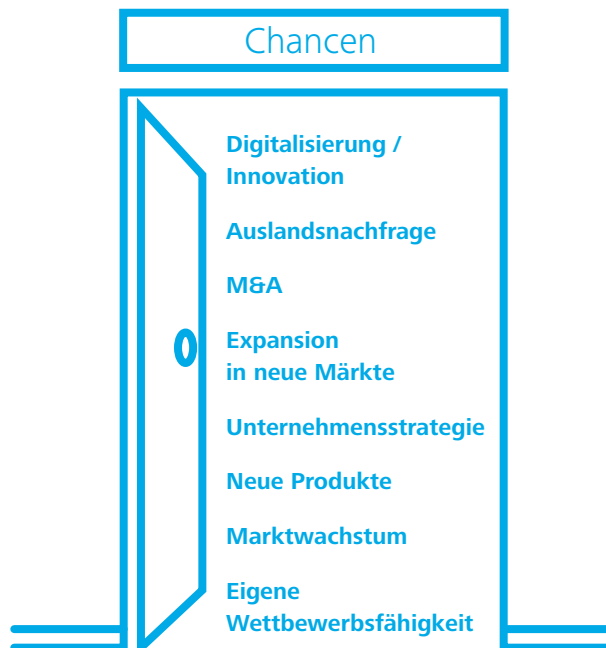 Chancen
Digitalisierung /
Innovation
Auslandsnachfrage
M&A
Expansion
in neue Märkte
Unternehmensstrategie
Neue Produkte
Marktwachstum
Eigene
Wettbewerbsfähigkeit